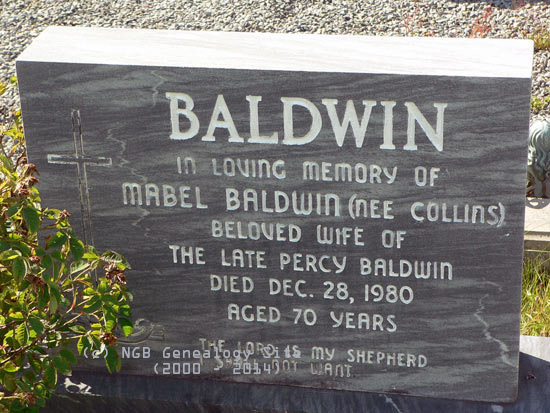 BALDWIN
IN LOVING MEMORY OF
MABEL BALDWIN (NEE COLLINS)
BELOVED WIFE OF
THE LATE PERCY BALDWIN
DIED DEC. 28, 1980
AGED 70 YEARS
THE LORD IS MY SHEPHERD
I SHALL NOT WANT.
(c) NGB Genealogy Site
(2000 - 2014)